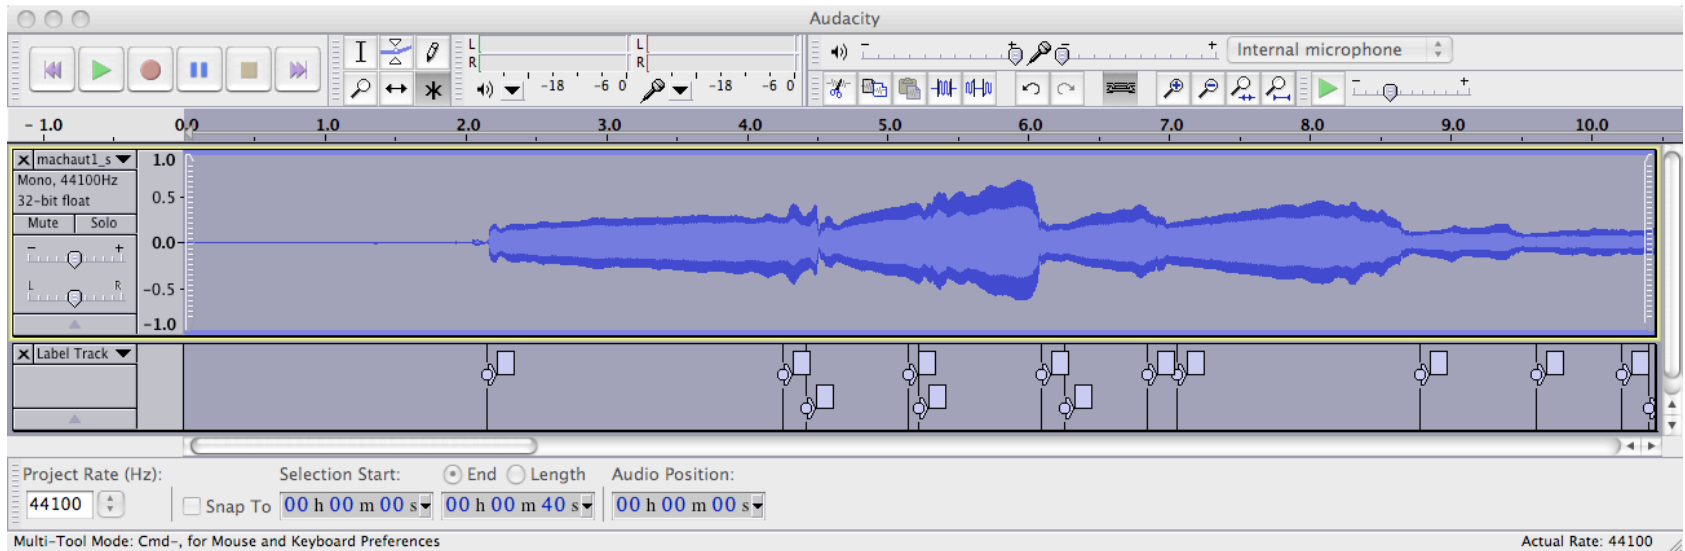 Audacity
L
R
-18 -6 0
L
R
-18 -6 0
- + - + Internal microphone
- +
- 1.0 0.0 1.0 2.0 3.0 4.0 5.0 6.0 7.0 8.0 9.0 10.0
X machaut1_s
Mono, 44100Hz
32-bit float
Mute Solo
- +
L R
1.0
0.5
0.0
-0.5
-1.0
X Label Track
Project Rate (Hz): Selection Start: End Length Audio Position:
44100 Snap To 00 h 00 m 00 s 00 h 00 m 40 s 00 h 00 m 00 s
Multi-Tool Mode: Cmd-, for Mouse and Keyboard Preferences Actual Rate: 44100